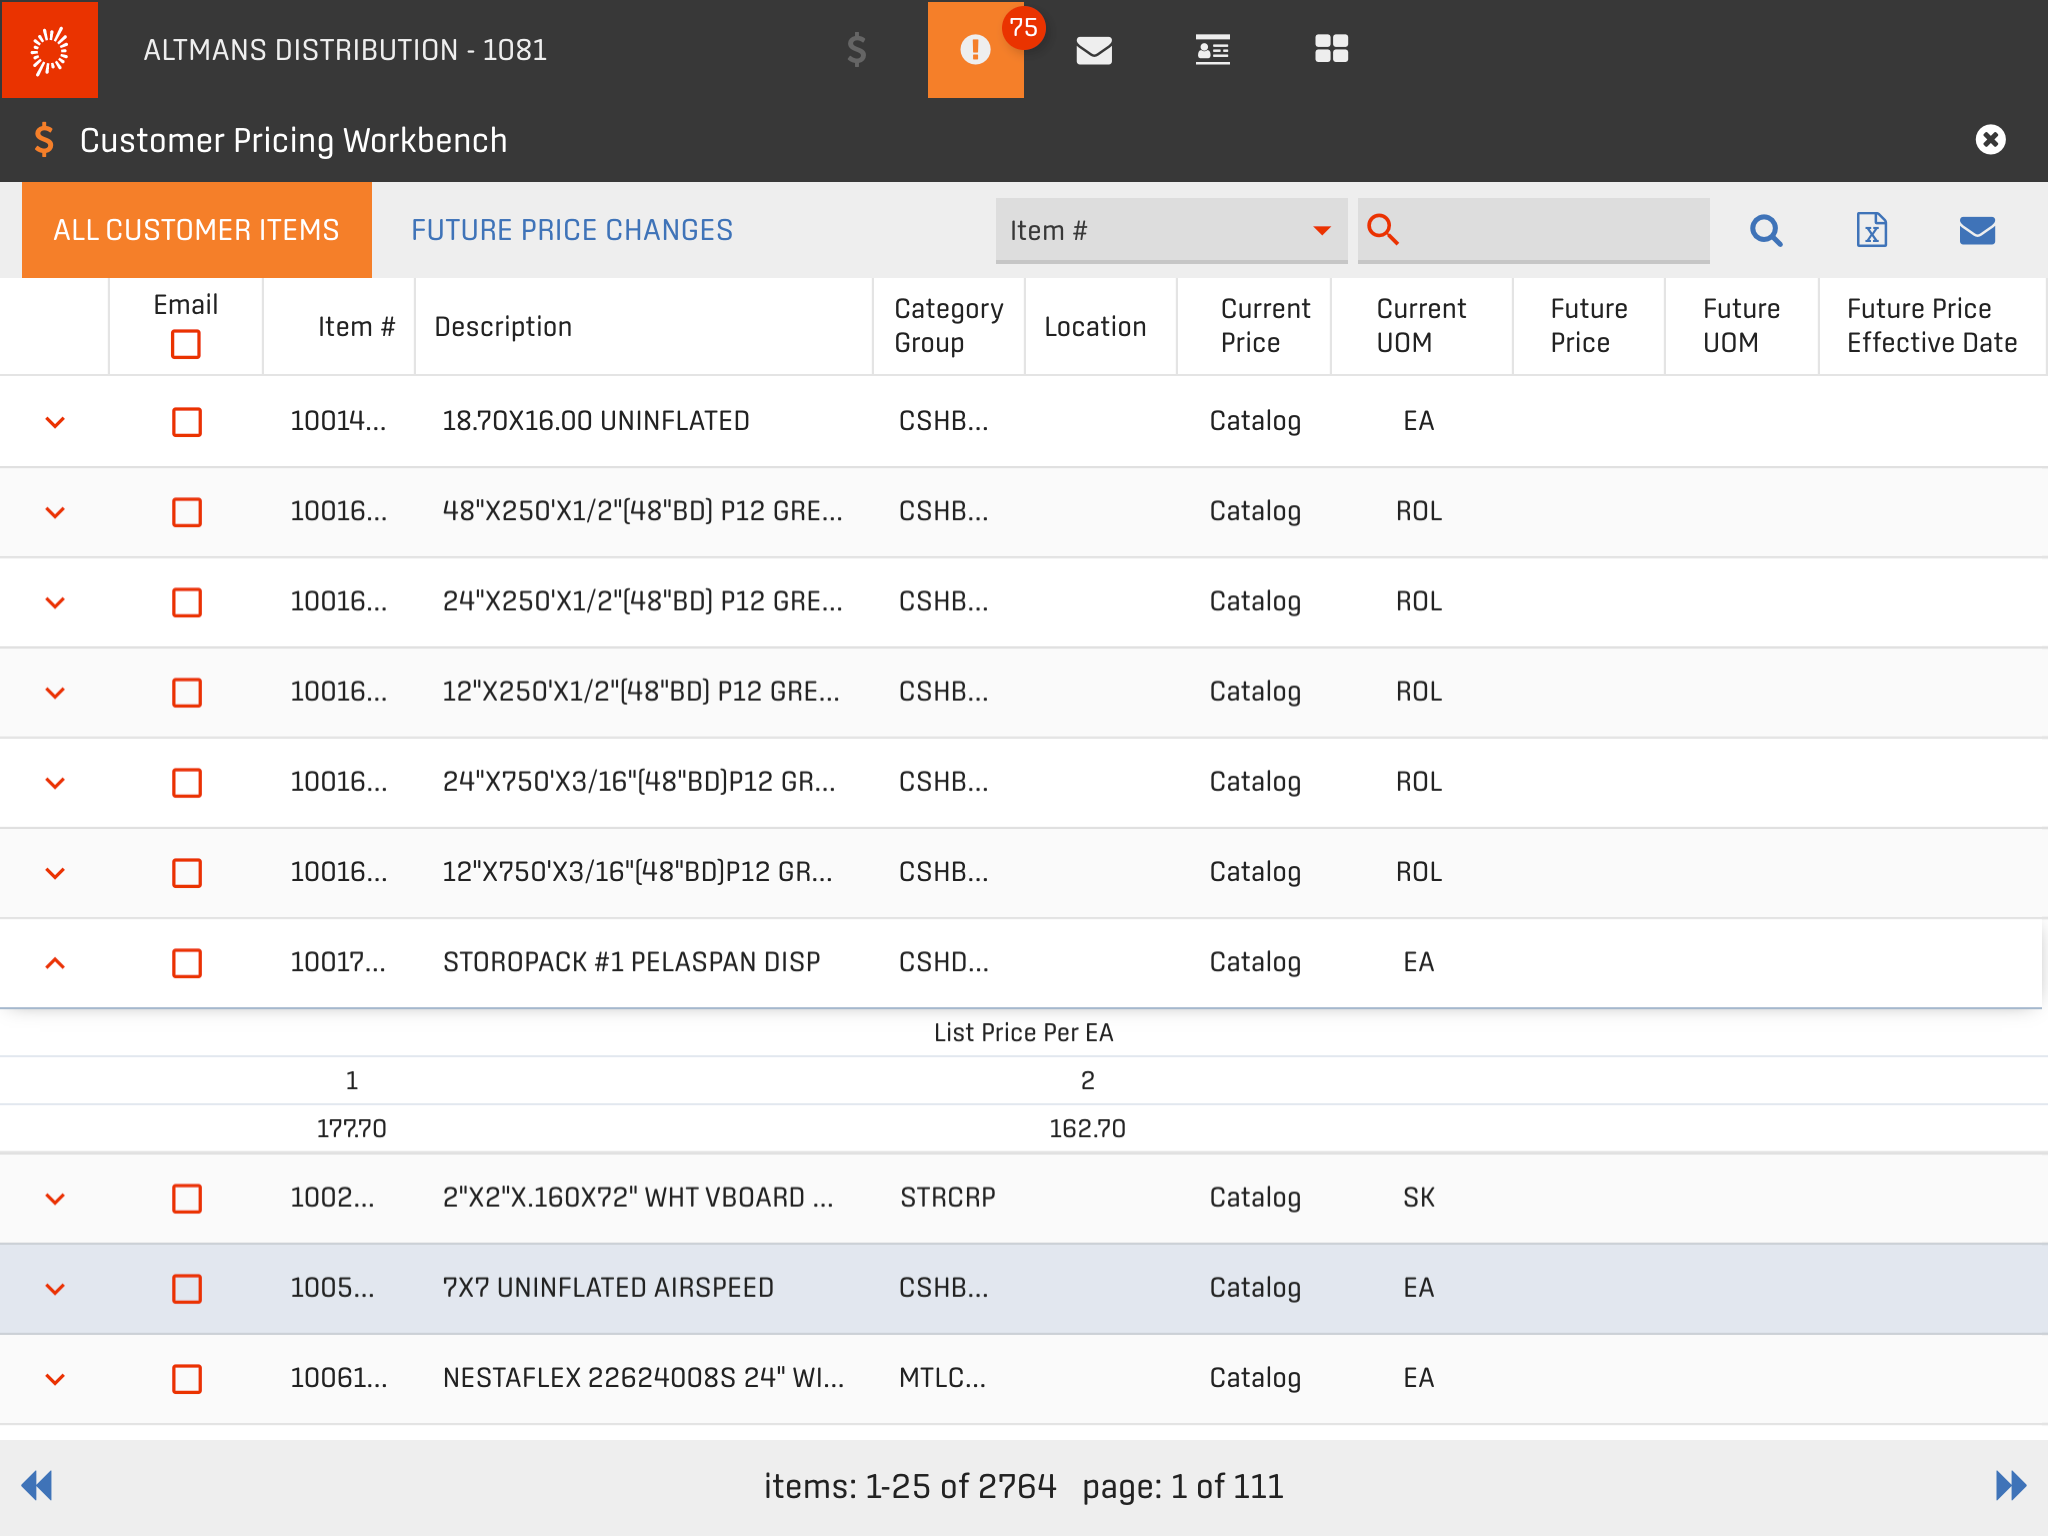 ALTMANS DISTRIBUTION - 1081
75
Customer Pricing Workbench
ALL CUSTOMER ITEMS FUTURE PRICE CHANGES Item #
Email Item # Description Category Group Location Current Price Current UOM Future Price Future UOM Future Price Effective Date
10014... 18.70X16.00 UNINFLATED CSHB... Catalog EA
10016... 48"X250'X1/2"(48"BD) P12 GRE... CSHB... Catalog ROL
10016... 24"X250'X1/2"(48"BD) P12 GRE... CSHB... Catalog ROL
10016... 12"X250'X1/2"(48"BD) P12 GRE... CSHB... Catalog ROL
10016... 24"X750'X3/16"(48"BD)P12 GR... CSHB... Catalog ROL
10016... 12"X750'X3/16"(48"BD)P12 GR... CSHB... Catalog ROL
10017... STOROPACK #1 PELASPAN DISP CSHD... Catalog EA
List Price Per EA
1 2
177.70 162.70
1002... 2"X2"X.160X72" WHT VBOARD ... STRCRP Catalog SK
1005... 7X7 UNINFLATED AIRSPEED CSHB... Catalog EA
10061... NESTAFLEX 22624008S 24" WI... MTLC... Catalog EA
items: 1-25 of 2764 page: 1 of 111